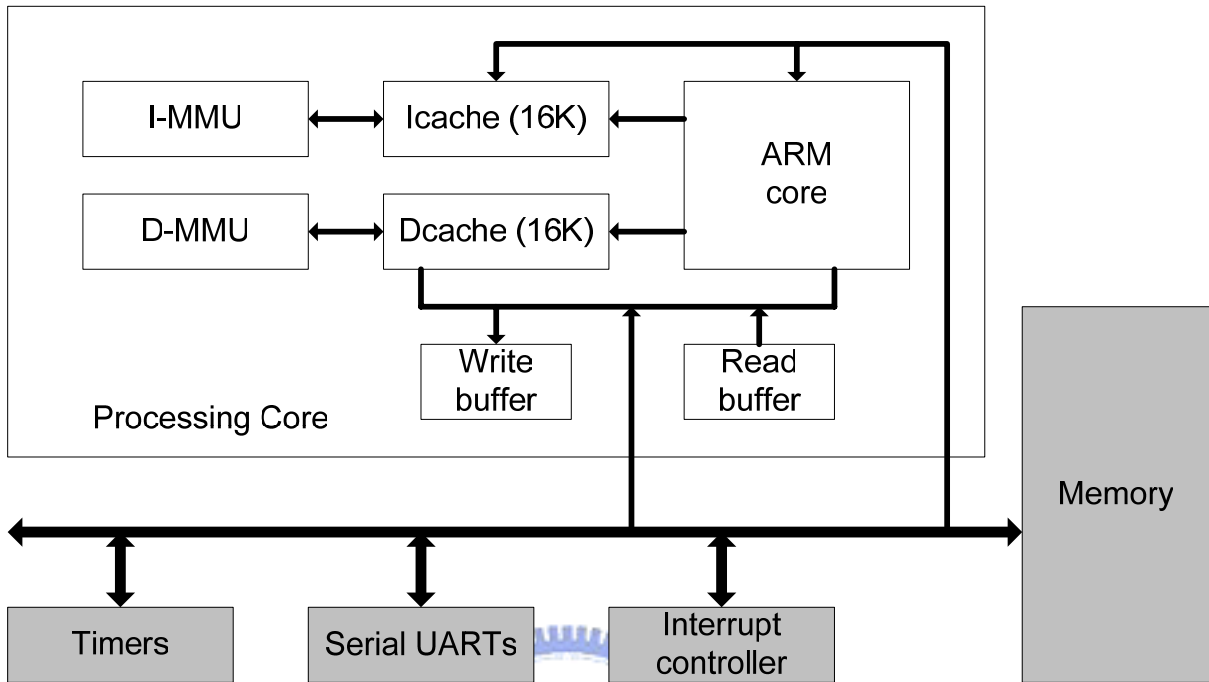 I-MMU
Icache (16K)
ARM
core
D-MMU
Dcache (16K)
Write
buffer
Read
buffer
Processing Core
Memory
Timers
Serial UARTs
Interrupt
controller